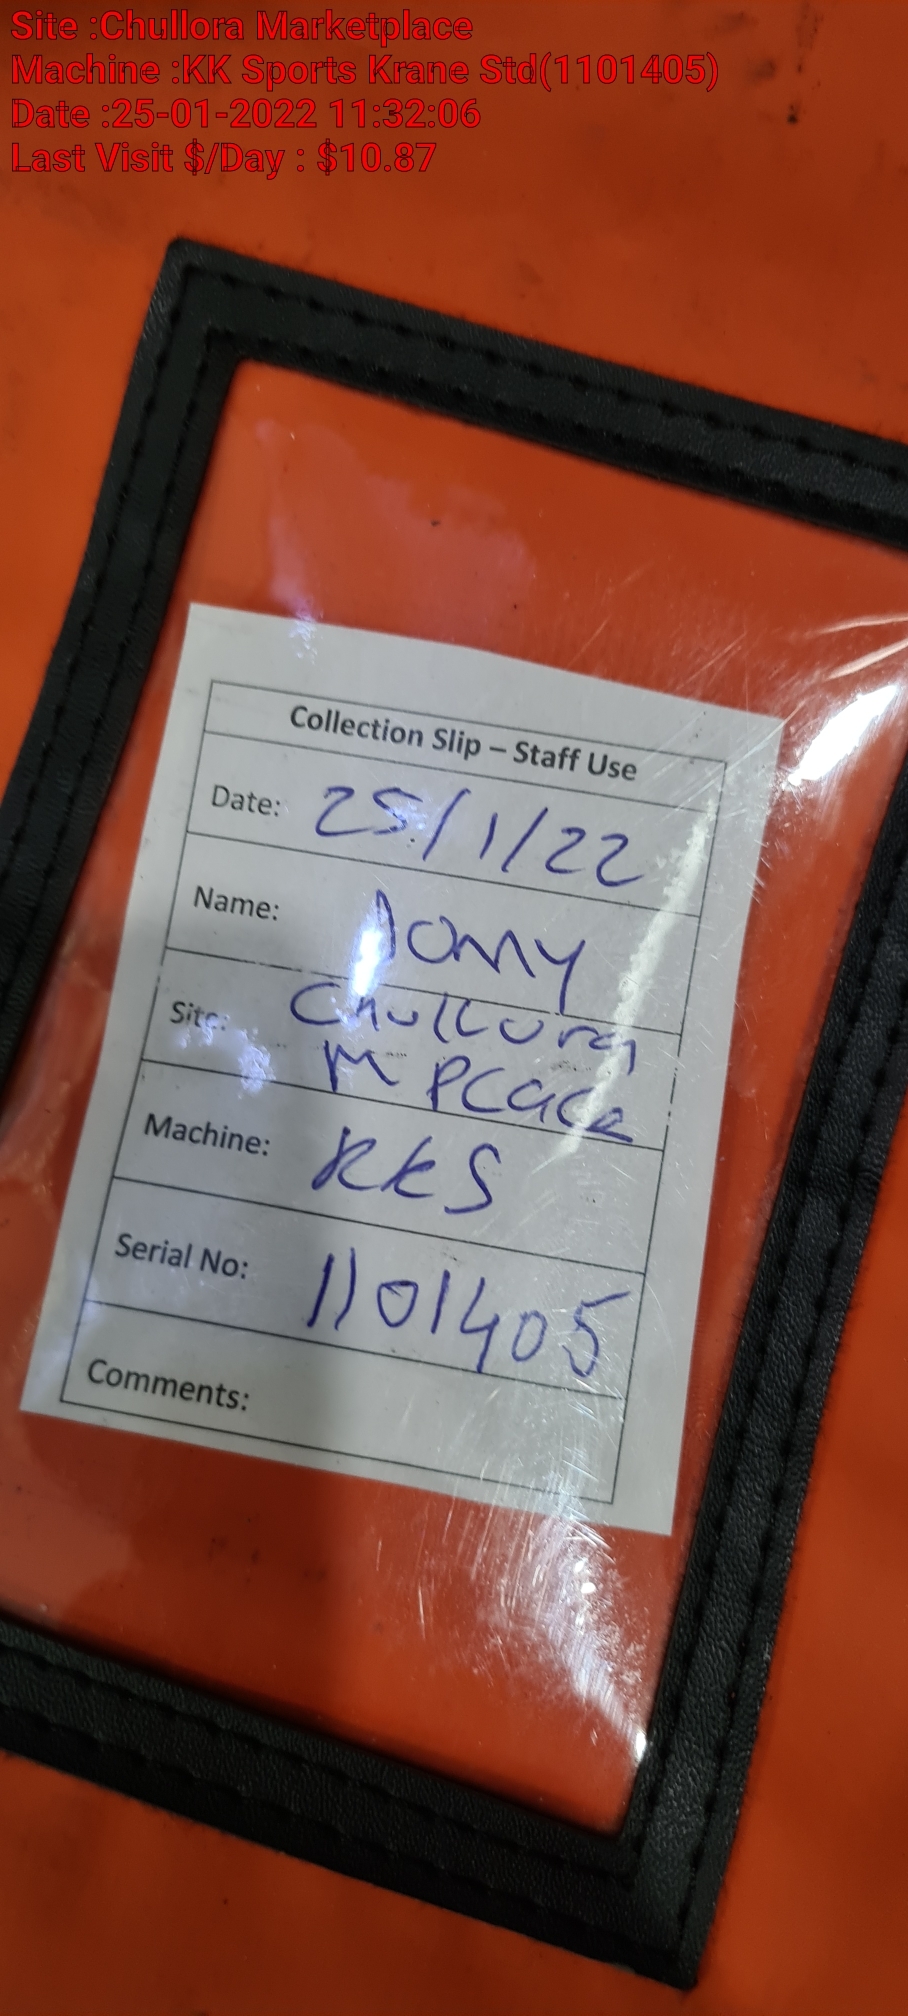 Site :Chullora Marketplace
Machine :KK Sports Krane Std(1101405)
Date :25-01-2022 11:32:06
Last Visit $/Day : $10.87
Collection Slip – Staff Use
Date: 25/1/22
Name:
Site: Chullora
M Place
Machine: KKS
Serial No: 1101405
Comments: